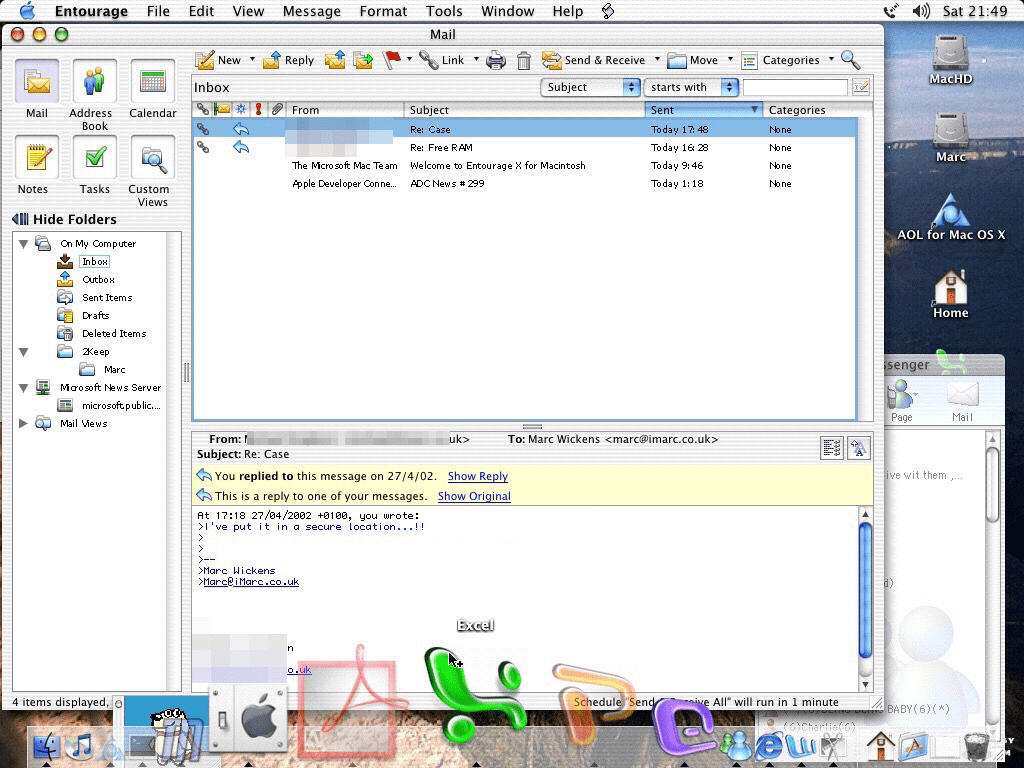 Entourage File Edit View Message Format Tools Window Help Sat 21:49
Mail
New Reply Link Send & Receive Move Categories
Mail Address Book Calendar
Notes Tasks Custom Views
Hide Folders
On My Computer
Inbox
Outbox
Sent Items
Drafts
Deleted Items
2Keep
Marc
Microsoft News Server
microsoft.public....
Mail Views
Inbox Subject starts with
From Subject Sent Categories
Re: Case Today 17:48 None
Re: Free RAM Today 16:28 None
The Microsoft Mac Team Welcome to Entourage X for Macintosh Today 9:46 None
Apple Developer Conne... ADC News #299 Today 1:18 None
From: uk> To: Marc Wickens <marc@imarc.co.uk>
Subject: Re: Case
You replied to this message on 27/4/02. Show Reply
This is a reply to one of your messages. Show Original
At 17:18 27/04/2002 +0100, you wrote:
>I've put it in a secure location...!!
>
>
>--
>Marc Wickens
>Marc@iMarc.co.uk
n
o.uk
Excel
4 items displayed, Schedule "Send & Receive All" will run in 1 minute
MacHD
Marc
AOL for Mac OS X
Home
ssenger
Page Mail
ive wit them ,...
d)
BABY(6)(*)
(6)Charlie(6)